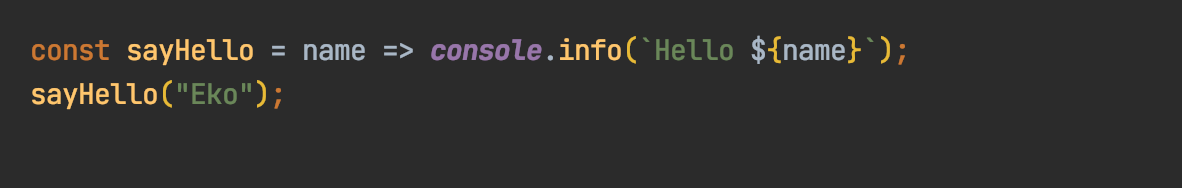 const sayHello = name => console.info(`Hello ${name}`);
sayHello("Eko");